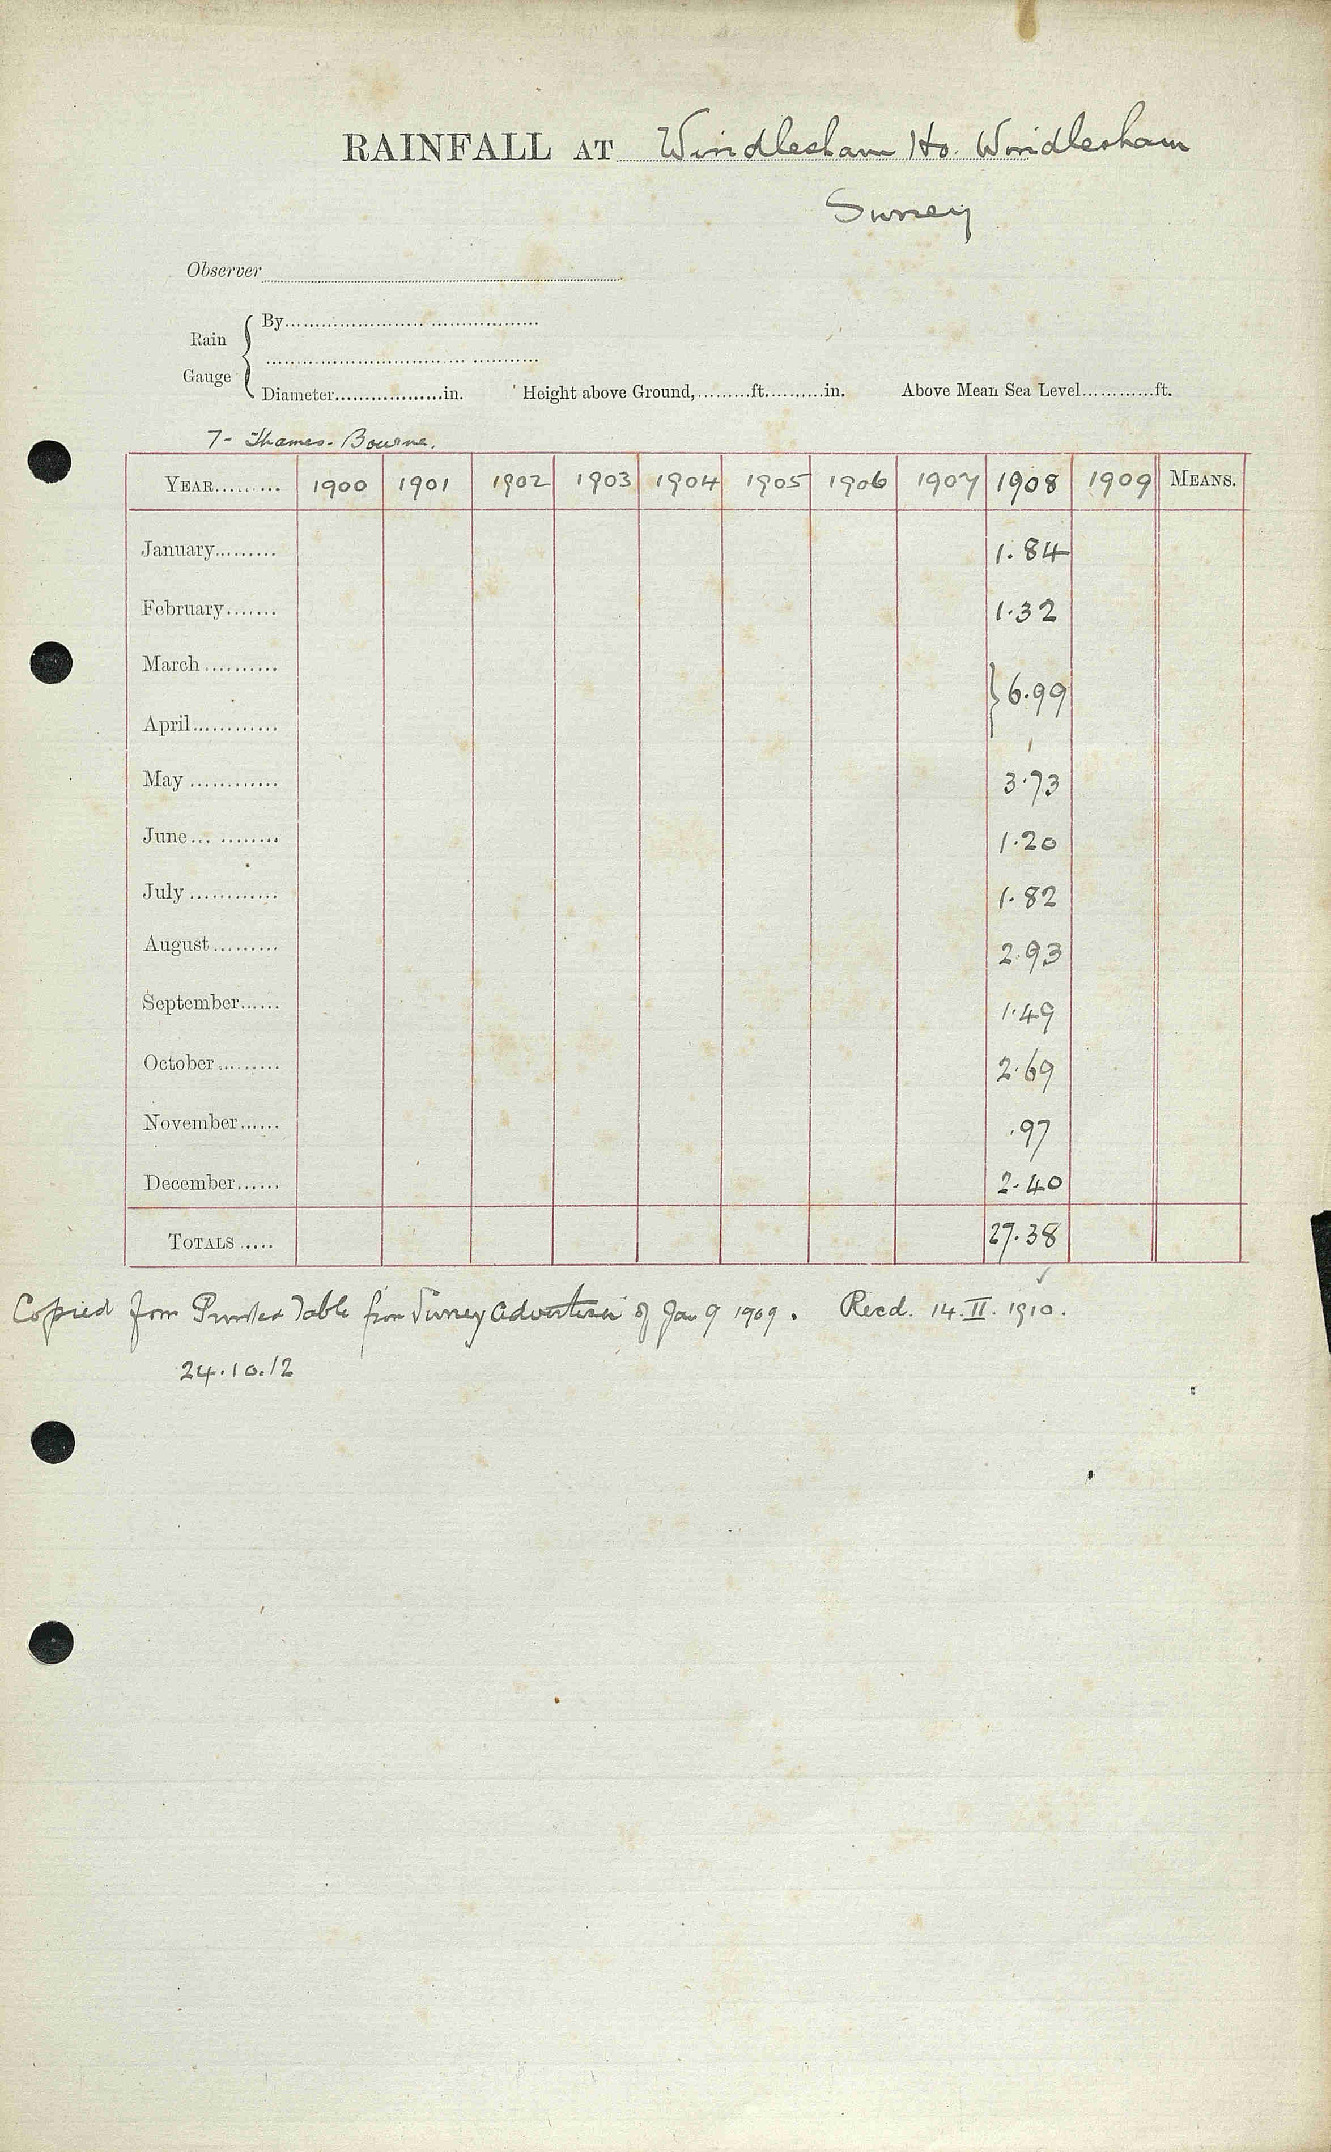 RAINFALL AT Windlesham Ho. Windlesham
Surrey
Observer
Rain Gauge
By
Diameter in. Height above Ground, ft. in. Above Mean Sea Level ft.
7- Thames-Bourne.
YEAR 1900 1901 1902 1903 1904 1905 1906 1907 1908 1909 MEANS.
January 1.84
February 1.32
March
} 6.99
April
May 3.73
June 1.20
July 1.82
August 2.93
September 1.49
October 2.69
November .97
December 2.40
TOTALS 27.38
Copied from Printed Table from Surrey Advertiser of Jan 9 1909. Recd. 14.II.1910.
24.10.12